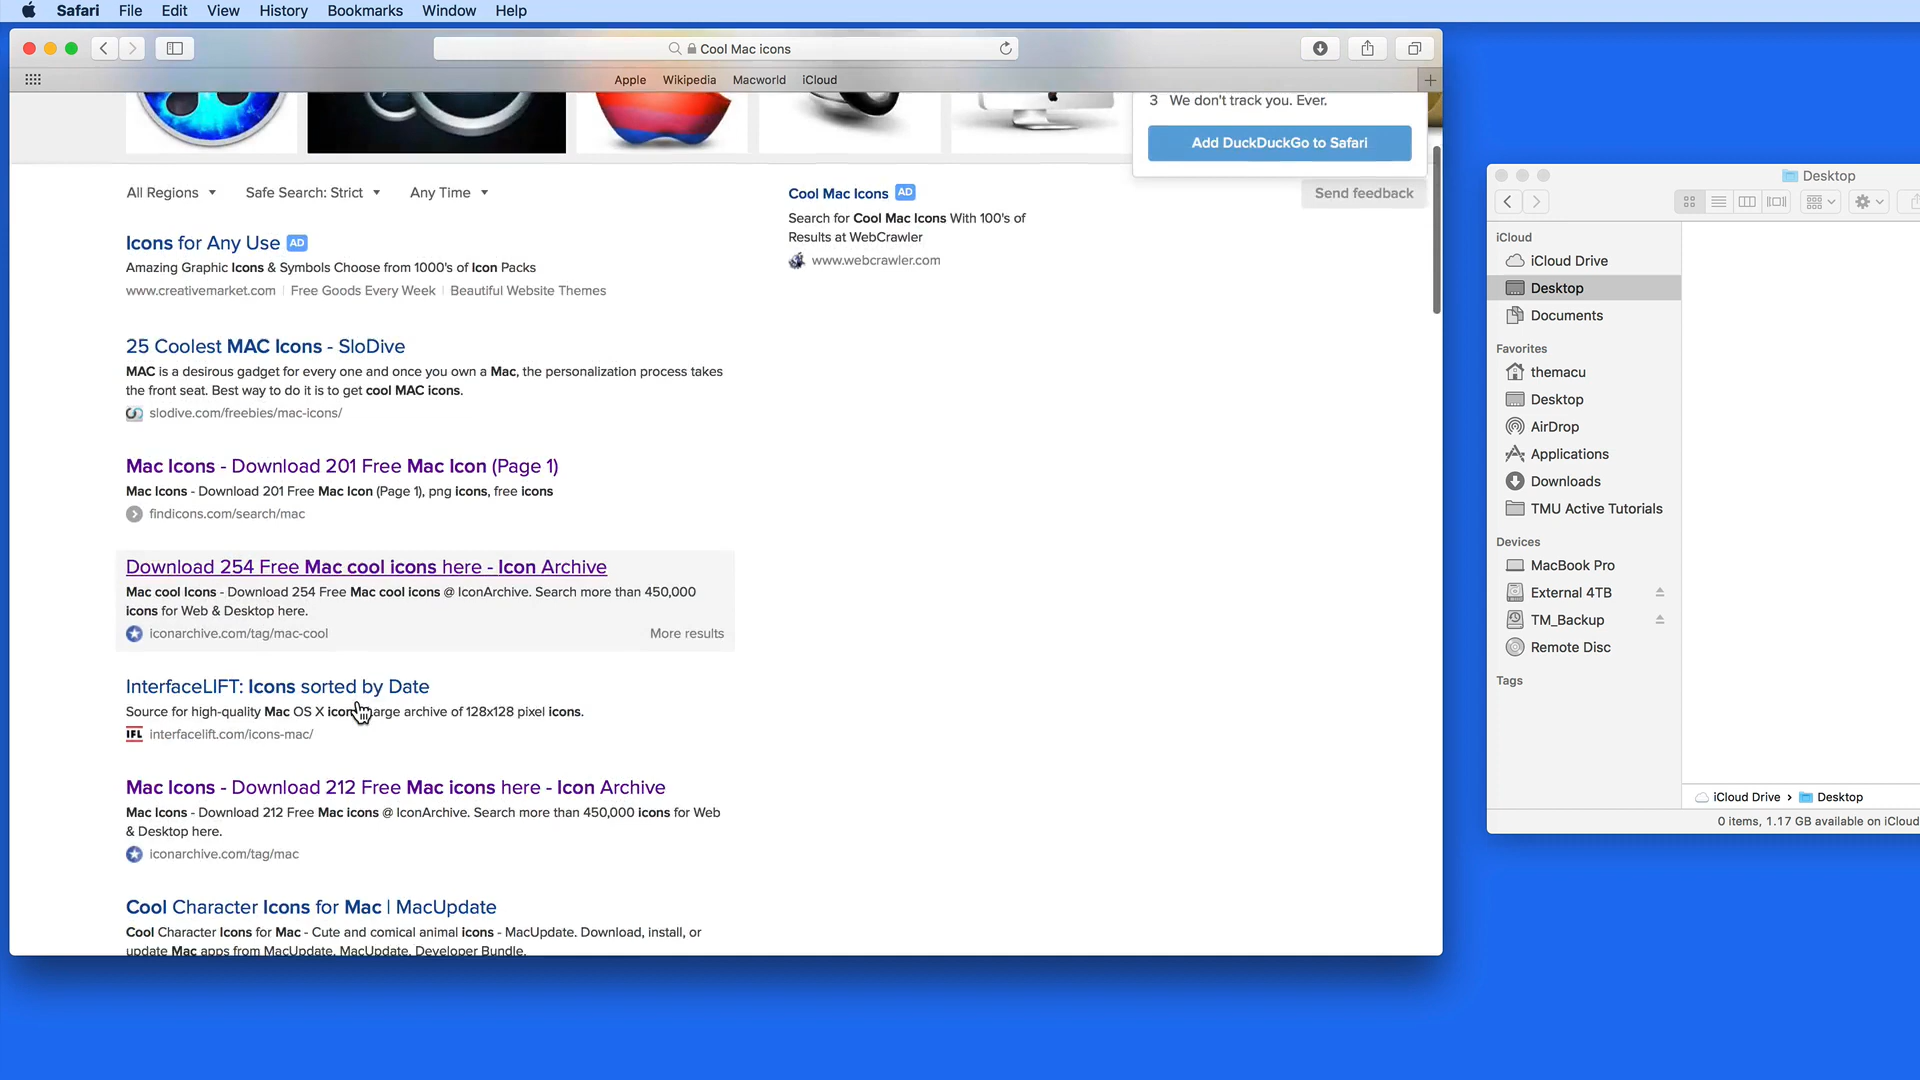 Safari File Edit View History Bookmarks Window Help
Cool Mac icons
Apple Wikipedia Macworld iCloud
3 We don't track you. Ever.
Add DuckDuckGo to Safari
All Regions Safe Search: Strict Any Time
Send feedback
Icons for Any Use AD
Amazing Graphic Icons & Symbols Choose from 1000's of Icon Packs
www.creativemarket.com Free Goods Every Week Beautiful Website Themes
25 Coolest MAC Icons - SloDive
MAC is a desirous gadget for every one and once you own a Mac, the personalization process takes
the front seat. Best way to do it is to get cool MAC icons.
slodive.com/freebies/mac-icons/
Mac Icons - Download 201 Free Mac Icon (Page 1)
Mac Icons - Download 201 Free Mac Icon (Page 1), png icons, free icons
findicons.com/search/mac
Download 254 Free Mac cool icons here - Icon Archive
Mac cool Icons - Download 254 Free Mac cool icons @ IconArchive. Search more than 450,000
icons for Web & Desktop here.
iconarchive.com/tag/mac-cool More results
InterfaceLIFT: Icons sorted by Date
Source for high-quality Mac OS X icon arge archive of 128x128 pixel icons.
IFL interfacelift.com/icons-mac/
Mac Icons - Download 212 Free Mac icons here - Icon Archive
Mac Icons - Download 212 Free Mac icons @ IconArchive. Search more than 450,000 icons for Web
& Desktop here.
iconarchive.com/tag/mac
Cool Character Icons for Mac | MacUpdate
Cool Character Icons for Mac - Cute and comical animal icons - MacUpdate. Download, install, or
update Mac apps from MacUpdate. MacUpdate. Developer Bundle.
Cool Mac Icons AD
Search for Cool Mac Icons With 100's of
Results at WebCrawler
www.webcrawler.com
Desktop
iCloud
iCloud Drive
Desktop
Documents
Favorites
themacu
Desktop
AirDrop
Applications
Downloads
TMU Active Tutorials
Devices
MacBook Pro
External 4TB
TM_Backup
Remote Disc
Tags
iCloud Drive › Desktop
0 items, 1.17 GB available on iCloud